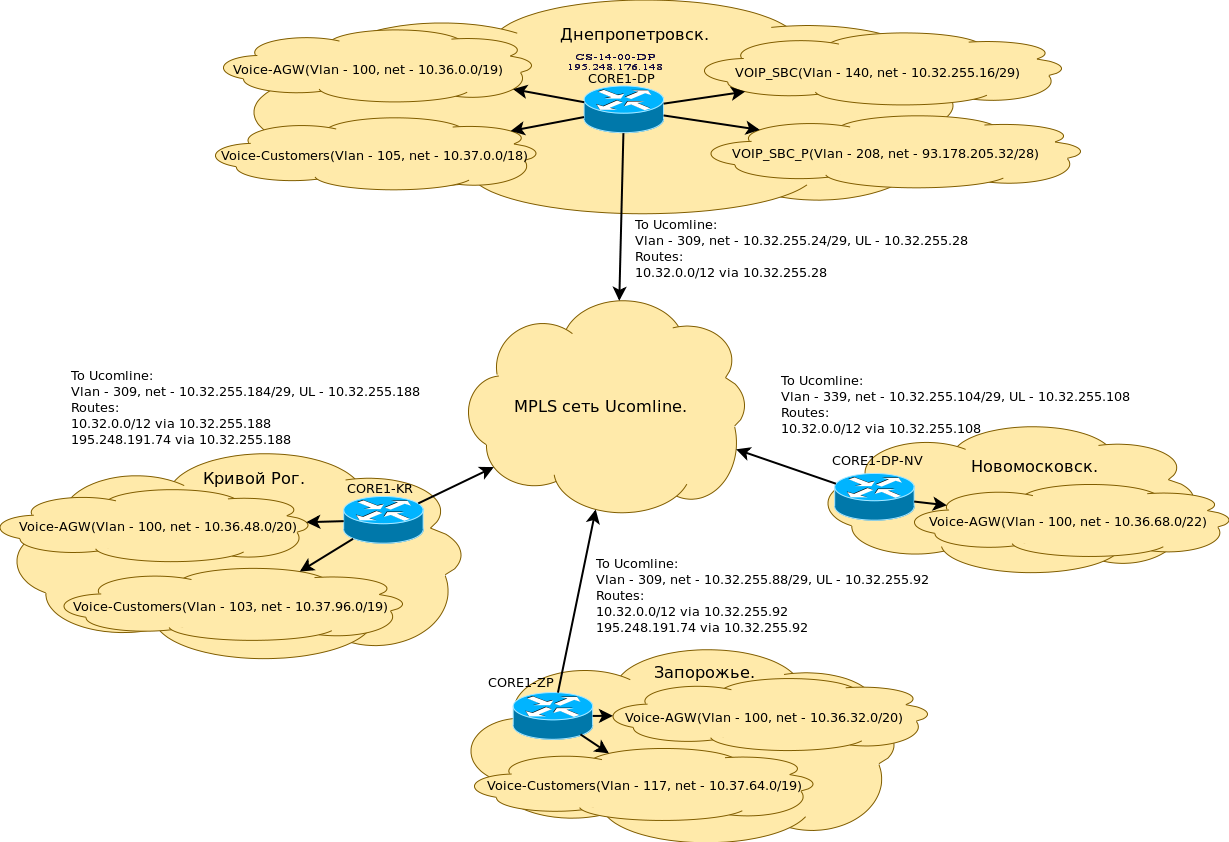 Днепропетровск.
CS-14-00-DP
195.248.176.148
CORE1-DP
Voice-AGW(Vlan - 100, net - 10.36.0.0/19)
VOIP_SBC(Vlan - 140, net - 10.32.255.16/29)
Voice-Customers(Vlan - 105, net - 10.37.0.0/18)
VOIP_SBC_P(Vlan - 208, net - 93.178.205.32/28)
To Ucomline:
Vlan - 309, net - 10.32.255.24/29, UL - 10.32.255.28
Routes:
10.32.0.0/12 via 10.32.255.28
MPLS сеть Ucomline.
To Ucomline:
Vlan - 309, net - 10.32.255.184/29, UL - 10.32.255.188
Routes:
10.32.0.0/12 via 10.32.255.188
195.248.191.74 via 10.32.255.188
Кривой Рог.
CORE1-KR
Voice-AGW(Vlan - 100, net - 10.36.48.0/20)
Voice-Customers(Vlan - 103, net - 10.37.96.0/19)
To Ucomline:
Vlan - 339, net - 10.32.255.104/29, UL - 10.32.255.108
Routes:
10.32.0.0/12 via 10.32.255.108
CORE1-DP-NV
Новомосковск.
Voice-AGW(Vlan - 100, net - 10.36.68.0/22)
To Ucomline:
Vlan - 309, net - 10.32.255.88/29, UL - 10.32.255.92
Routes:
10.32.0.0/12 via 10.32.255.92
195.248.191.74 via 10.32.255.92
Запорожье.
CORE1-ZP
Voice-AGW(Vlan - 100, net - 10.36.32.0/20)
Voice-Customers(Vlan - 117, net - 10.37.64.0/19)